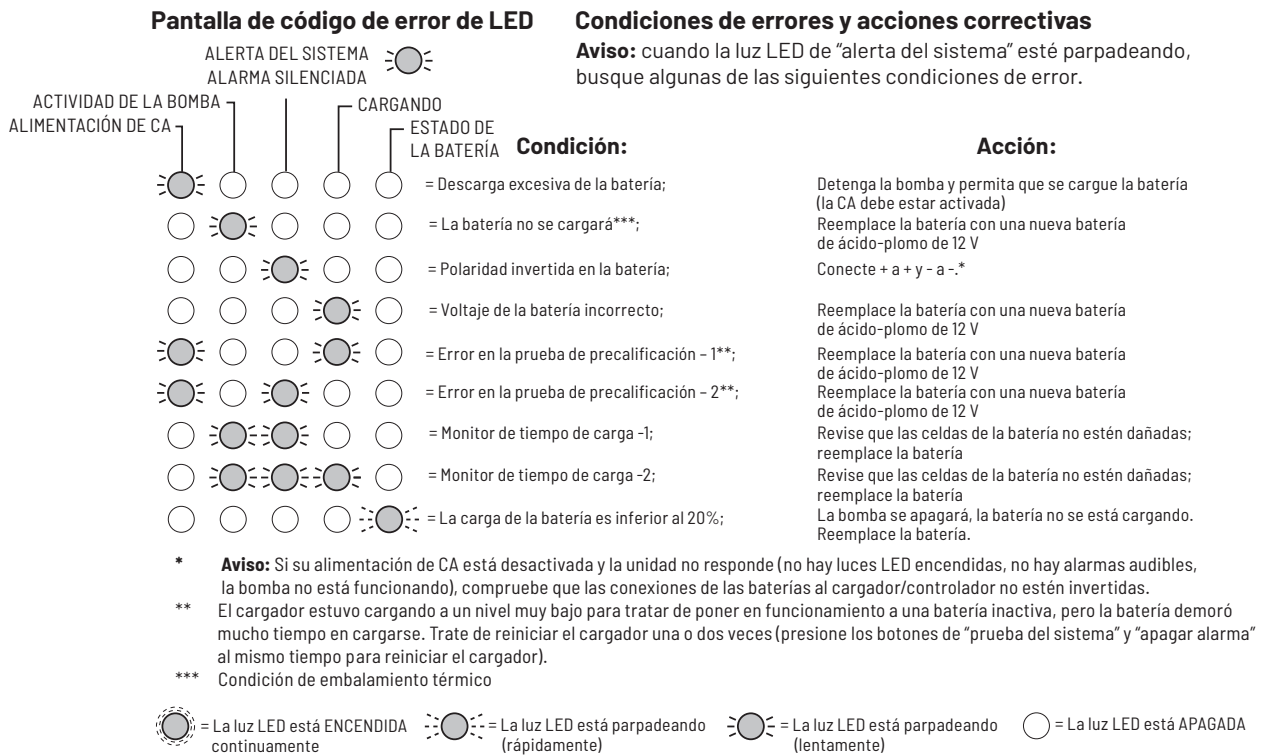 Pantalla de código de error de LED
Condiciones de errores y acciones correctivas
ALERTA DEL SISTEMA
ALARMA SILENCIADA
Aviso: cuando la luz LED de “alerta del sistema” esté parpadeando,
busque algunas de las siguientes condiciones de error.
ACTIVIDAD DE LA BOMBA
CARGANDO
ALIMENTACIÓN DE CA
ESTADO DE
LA BATERÍA
Condición:
Acción:
= Descarga excesiva de la batería;
Detenga la bomba y permita que se cargue la batería
(la CA debe estar activada)
= La batería no se cargará***;
Reemplace la batería con una nueva batería
de ácido-plomo de 12 V
= Polaridad invertida en la batería;
Conecte + a + y - a -.*
= Voltaje de la batería incorrecto;
Reemplace la batería con una nueva batería
de ácido-plomo de 12 V
= Error en la prueba de precalificación – 1**;
Reemplace la batería con una nueva batería
de ácido-plomo de 12 V
= Error en la prueba de precalificación – 2**;
Reemplace la batería con una nueva batería
de ácido-plomo de 12 V
= Monitor de tiempo de carga -1;
Revise que las celdas de la batería no estén dañadas;
reemplace la batería
= Monitor de tiempo de carga -2;
Revise que las celdas de la batería no estén dañadas;
reemplace la batería
= La carga de la batería es inferior al 20%;
La bomba se apagará, la batería no se está cargando.
Reemplace la batería.
* Aviso: Si su alimentación de CA está desactivada y la unidad no responde (no hay luces LED encendidas, no hay alarmas audibles,
la bomba no está funcionando), compruebe que las conexiones de las baterías al cargador/controlador no estén invertidas.
** El cargador estuvo cargando a un nivel muy bajo para tratar de poner en funcionamiento a una batería inactiva, pero la batería demoró
mucho tiempo en cargarse. Trate de reiniciar el cargador una o dos veces (presione los botones de “prueba del sistema” y “apagar alarma”
al mismo tiempo para reiniciar el cargador).
*** Condición de embalamiento térmico
= La luz LED está ENCENDIDA
continuamente
= La luz LED está parpadeando
(rápidamente)
= La luz LED está parpadeando
(lentamente)
= La luz LED está APAGADA